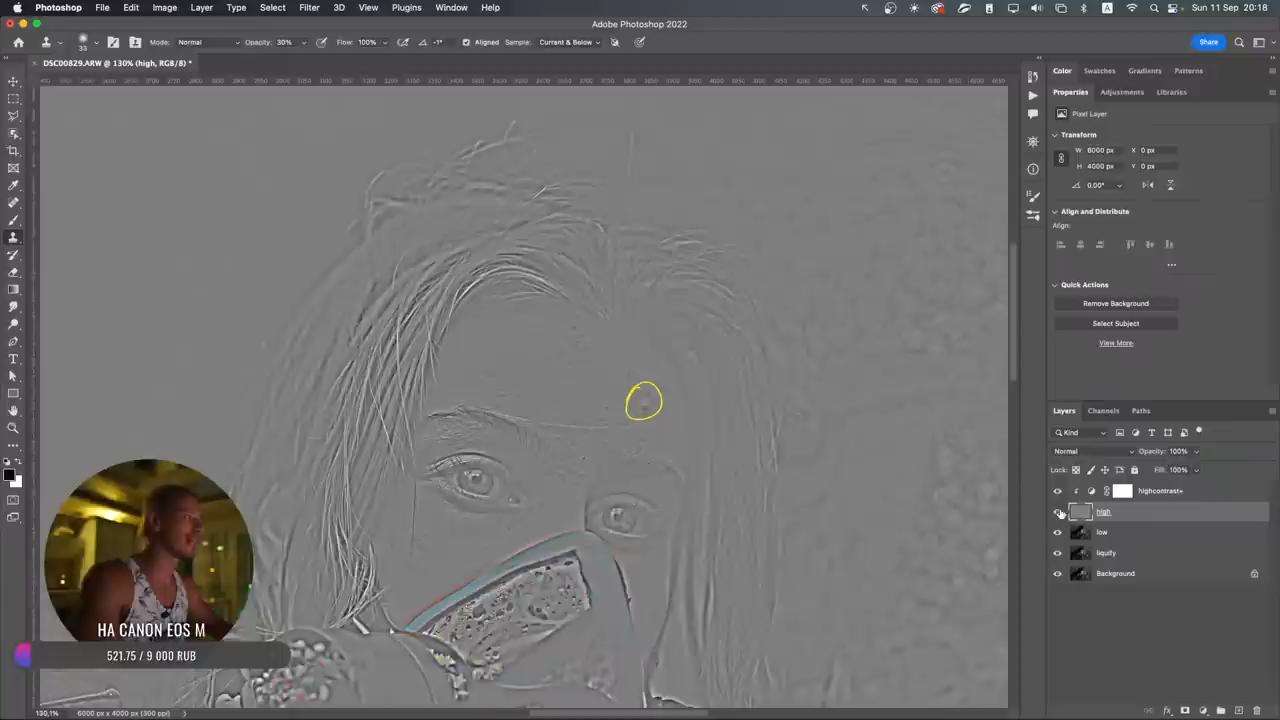 Photoshop File Edit Image Layer Type Select Filter 3D View Plugins Window Help
A
Sun 11 Sep 20:18
Adobe Photoshop 2022
33
Mode: Normal
Opacity: 30%
Flow: 100%
-1°
Aligned
Sample: Current & Below
Share
DSC00829.ARW @ 130% (high, RGB/8) *
Color Swatches Gradients Patterns
Properties Adjustments Libraries
Pixel Layer
Transform
W 6000 px X 0 px
H 4000 px Y 0 px
0.00°
Align and Distribute
Align:
...
Quick Actions
Remove Background
Select Subject
View More
Layers Channels Paths
Kind
Normal Opacity: 100%
Lock: Fill: 100%
highcontrast+
high
low
liquify
Background
НА CANON EOS M
521.75 / 9 000 RUB
130,1% 6000 px x 4000 px (300 ppi)